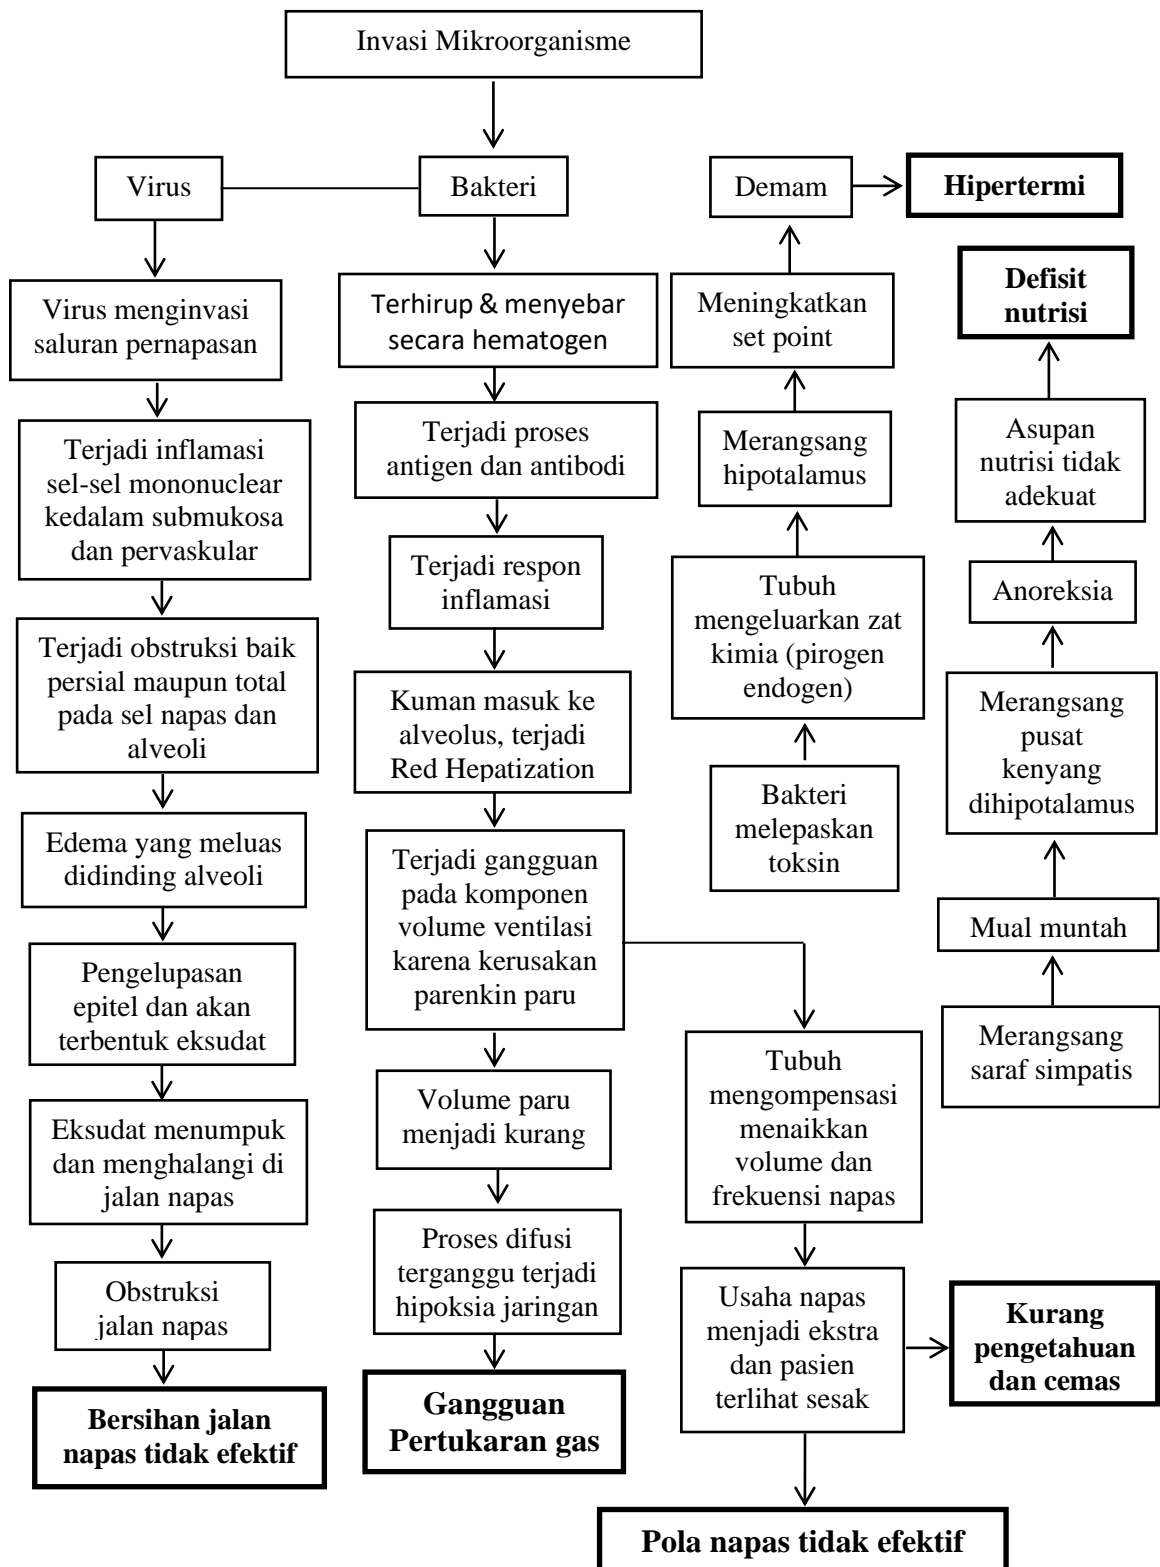 Invasi Mikroorganisme
Virus
Bakteri
Demam
Hipertermi
Virus menginvasi
saluran pernapasan
Terhirup & menyebar
secara hematogen
Meningkatkan
set point
Defisit
nutrisi
Terjadi inflamasi
sel-sel mononuclear
kedalam submukosa
dan pervaskular
Terjadi proses
antigen dan antibodi
Merangsang
hipotalamus
Asupan
nutrisi tidak
adekuat
Terjadi respon
inflamasi
Tubuh
mengeluarkan zat
kimia (pirogen
endogen)
Anoreksia
Terjadi obstruksi baik
persial maupun total
pada sel napas dan
alveoli
Kuman masuk ke
alveolus, terjadi
Red Hepatization
Bakteri
melepaskan
toksin
Merangsang
pusat
kenyang
dihipotalamus
Edema yang meluas
didinding alveoli
Terjadi gangguan
pada komponen
volume ventilasi
karena kerusakan
parenkin paru
Mual muntah
Pengelupasan
epitel dan akan
terbentuk eksudat
Merangsang
saraf simpatis
Eksudat menumpuk
dan menghalangi di
jalan napas
Volume paru
menjadi kurang
Tubuh
mengompensasi
menaikkan
volume dan
frekuensi napas
Obstruksi
jalan napas
Proses difusi
terganggu terjadi
hipoksia jaringan
Usaha napas
menjadi ekstra
dan pasien
terlihat sesak
Kurang
pengetahuan
dan cemas
Bersihan jalan
napas tidak efektif
Gangguan
Pertukaran gas
Pola napas tidak efektif